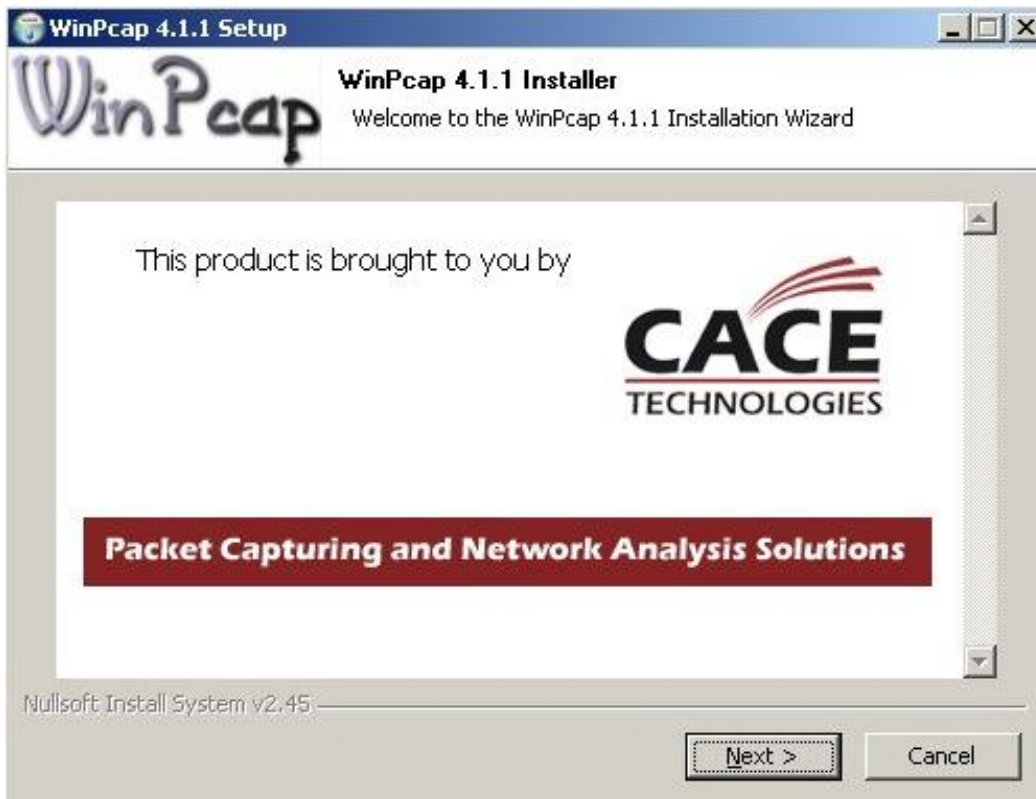 WinPcap 4.1.1 Setup
WinPcap
WinPcap 4.1.1 Installer
Welcome to the WinPcap 4.1.1 Installation Wizard
This product is brought to you by
CACE
TECHNOLOGIES
Packet Capturing and Network Analysis Solutions
Nullsoft Install System v2.45
Next >
Cancel